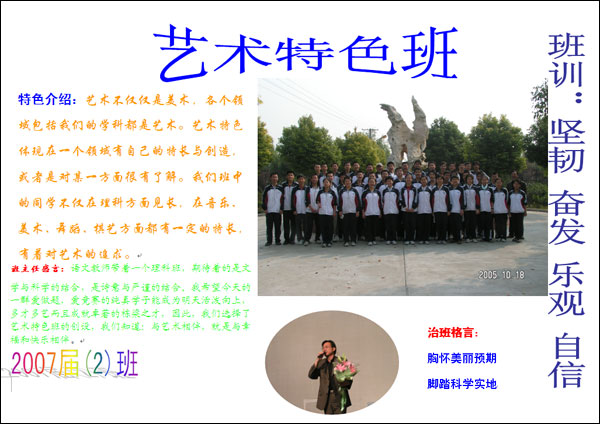 艺术特色班
特色介绍：艺术不仅仅是美术，各个领
域包括我们的学科都是艺术。艺术特色
体现在一个领域有自己的特长与创造，
或者是对某一方面很有了解。我们班中
的同学不仅在理科方面见长，在音乐、
美术、舞蹈、棋艺方面都有一定的特长，
有着对艺术的追求。
班主任感言：语文教师带着一个理科班，期待着的是文
学与科学的结合，是诗意与严谨的结合，我希望今天的
一群爱做题，爱竞赛的纯真学子能成为明天活泼向上，
多才多艺而且成就卓著的栋梁之才。因此，我们选择了
艺术特色班的创设，我们知道：与艺术相伴，就是与幸
福和快乐相伴。
2007届(2)班
班训：坚韧 奋发 乐观 自信
2005 10 18
治班格言：
胸怀美丽预期
脚踏科学实地